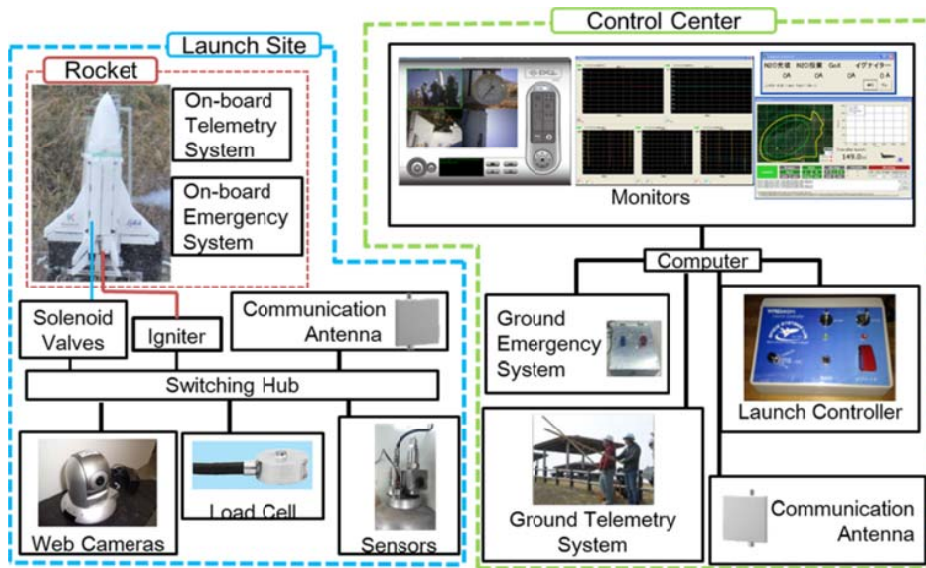 Launch Site
Rocket
On-board
Telemetry
System
On-board
Emergency
System
Solenoid
Valves
Igniter
Communication
Antenna
Switching Hub
Web Cameras
Load Cell
Sensors
Control Center
Monitors
Computer
Ground
Emergency
System
Launch Controller
Ground Telemetry
System
Communication
Antenna